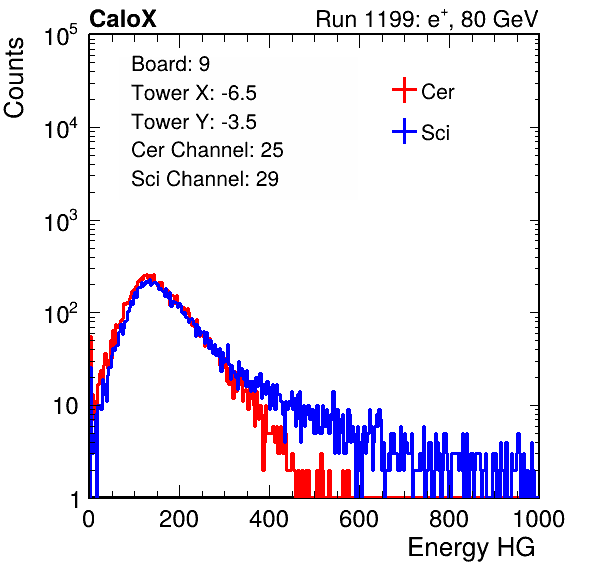 CaloX Run 1199: e⁺, 80 GeV
Counts
10⁵
10⁴
10³
10²
10
1
Board: 9
Tower X: -6.5
Tower Y: -3.5
Cer Channel: 25
Sci Channel: 29
Cer
Sci
0 200 400 600 800 1000
Energy HG